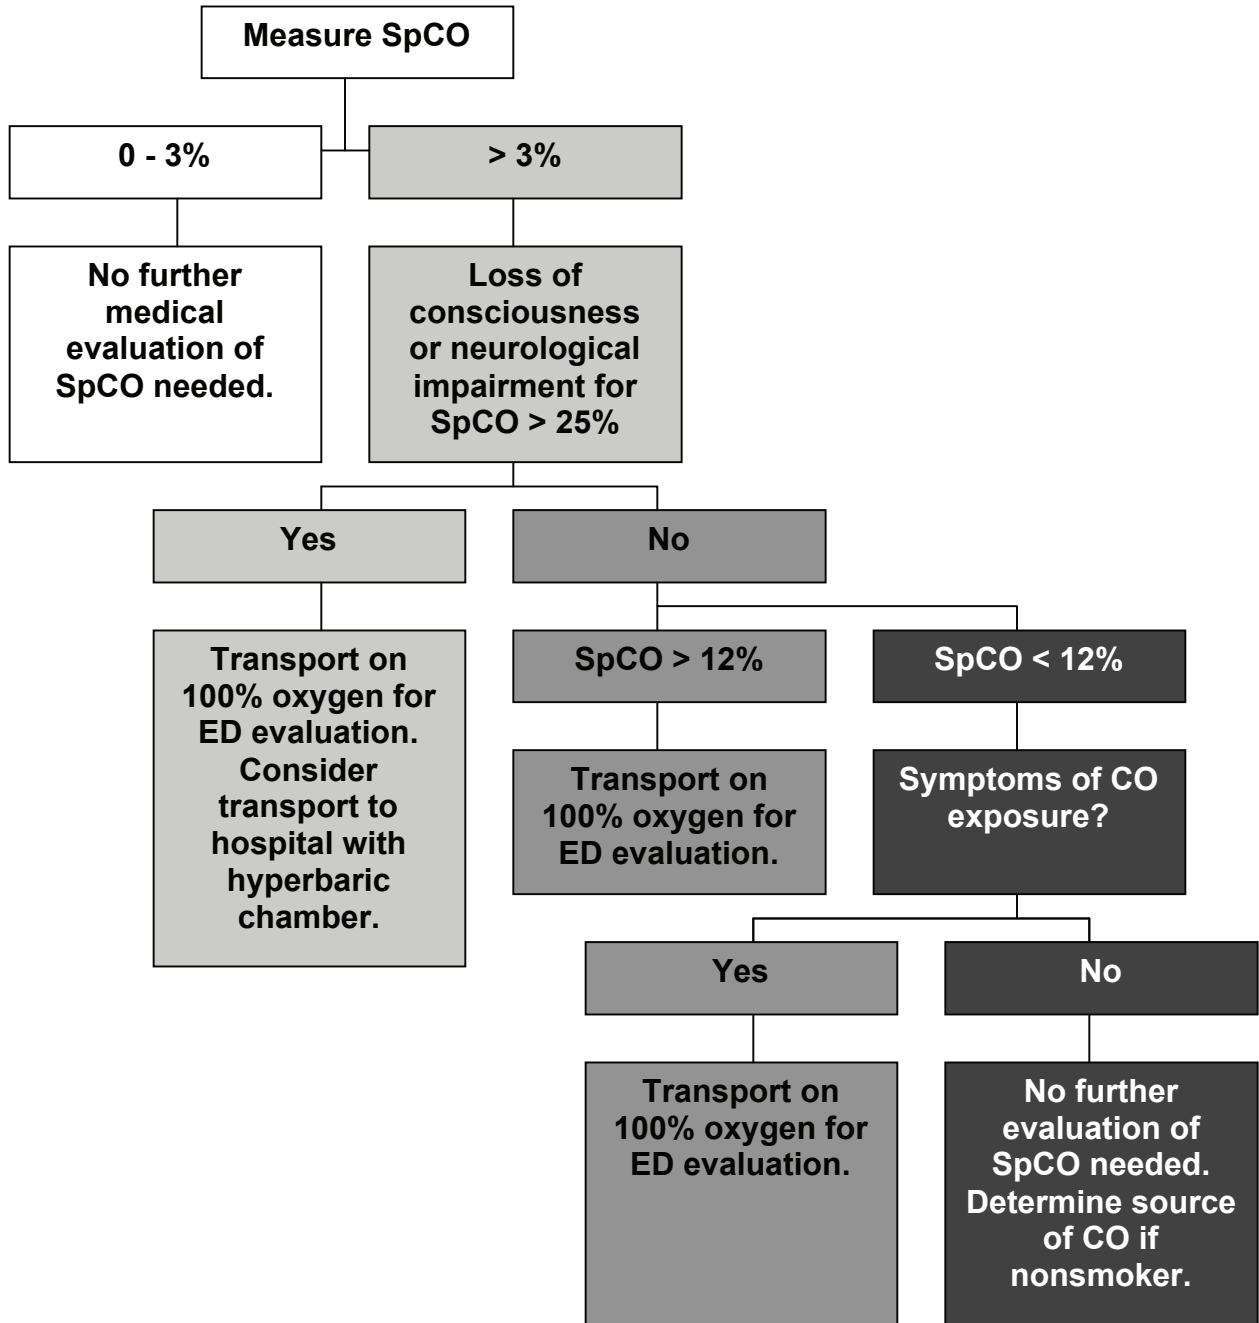 Measure SpCO
0 - 3%
> 3%
No further
medical
evaluation of
SpCO needed.
Loss of
consciousness
or neurological
impairment for
SpCO > 25%
Yes
No
Transport on
100% oxygen for
ED evaluation.
Consider
transport to
hospital with
hyperbaric
chamber.
SpCO > 12%
SpCO < 12%
Transport on
100% oxygen for
ED evaluation.
Symptoms of CO
exposure?
Yes
No
Transport on
100% oxygen for
ED evaluation.
No further
evaluation of
SpCO needed.
Determine source
of CO if
nonsmoker.